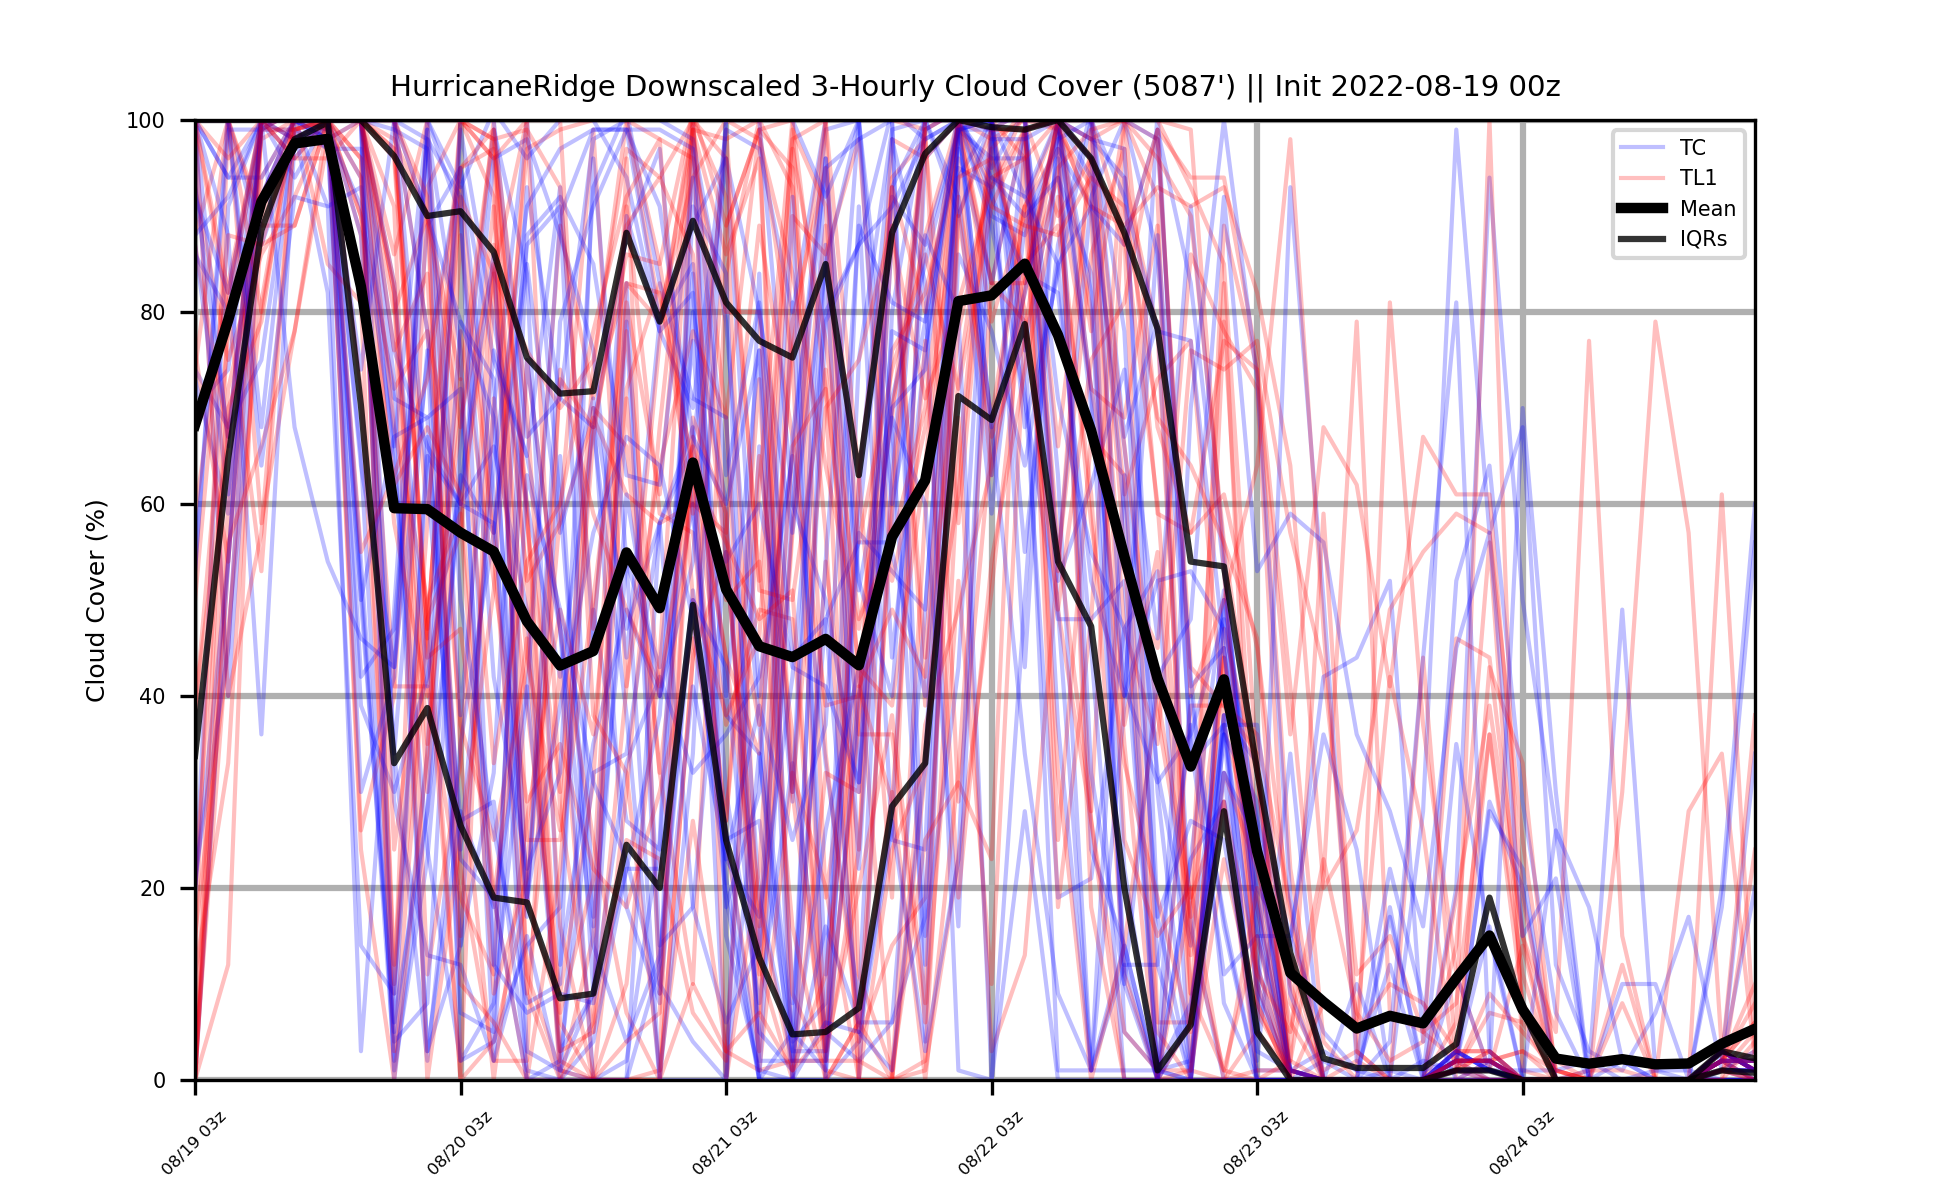 HurricaneRidge Downscaled 3-Hourly Cloud Cover (5087') || Init 2022-08-19 00z
TC
TL1
Mean
IQRs
Cloud Cover (%)
100
80
60
40
20
0
08/19 03z
08/20 03z
08/21 03z
08/22 03z
08/23 03z
08/24 03z